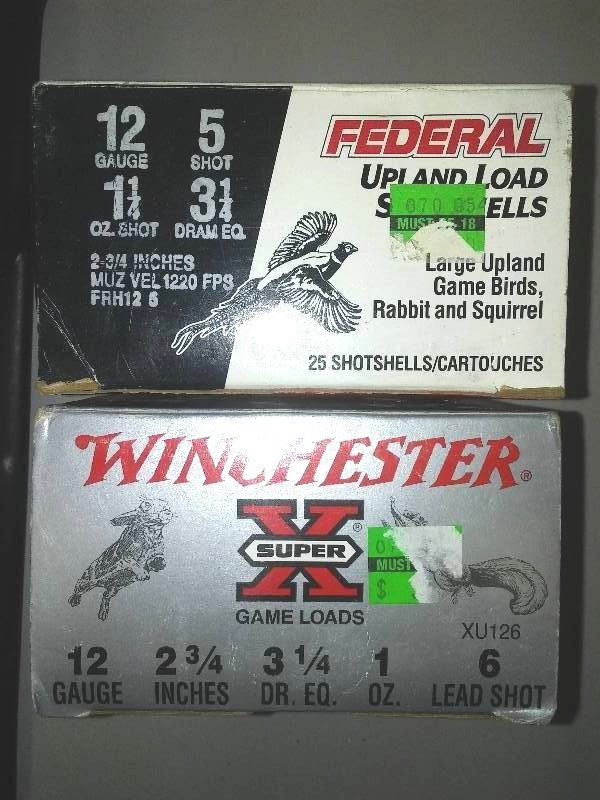 12 5
GAUGE SHOT
1 1/4 3 1/4
OZ. SHOT DRAM EQ.
2-3/4 INCHES
MUZ VEL 1220 FPS
FRH12 5
FEDERAL
UPLAND LOAD
070
MUST 18
Large Upland
Game Birds,
Rabbit and Squirrel
25 SHOTSHELLS/CARTOUCHES
WINCHESTER®
SUPER X®
GAME LOADS
MUST
$
XU126
12 2 3/4 3 1/4 1 6
GAUGE INCHES DR. EQ. OZ. LEAD SHOT